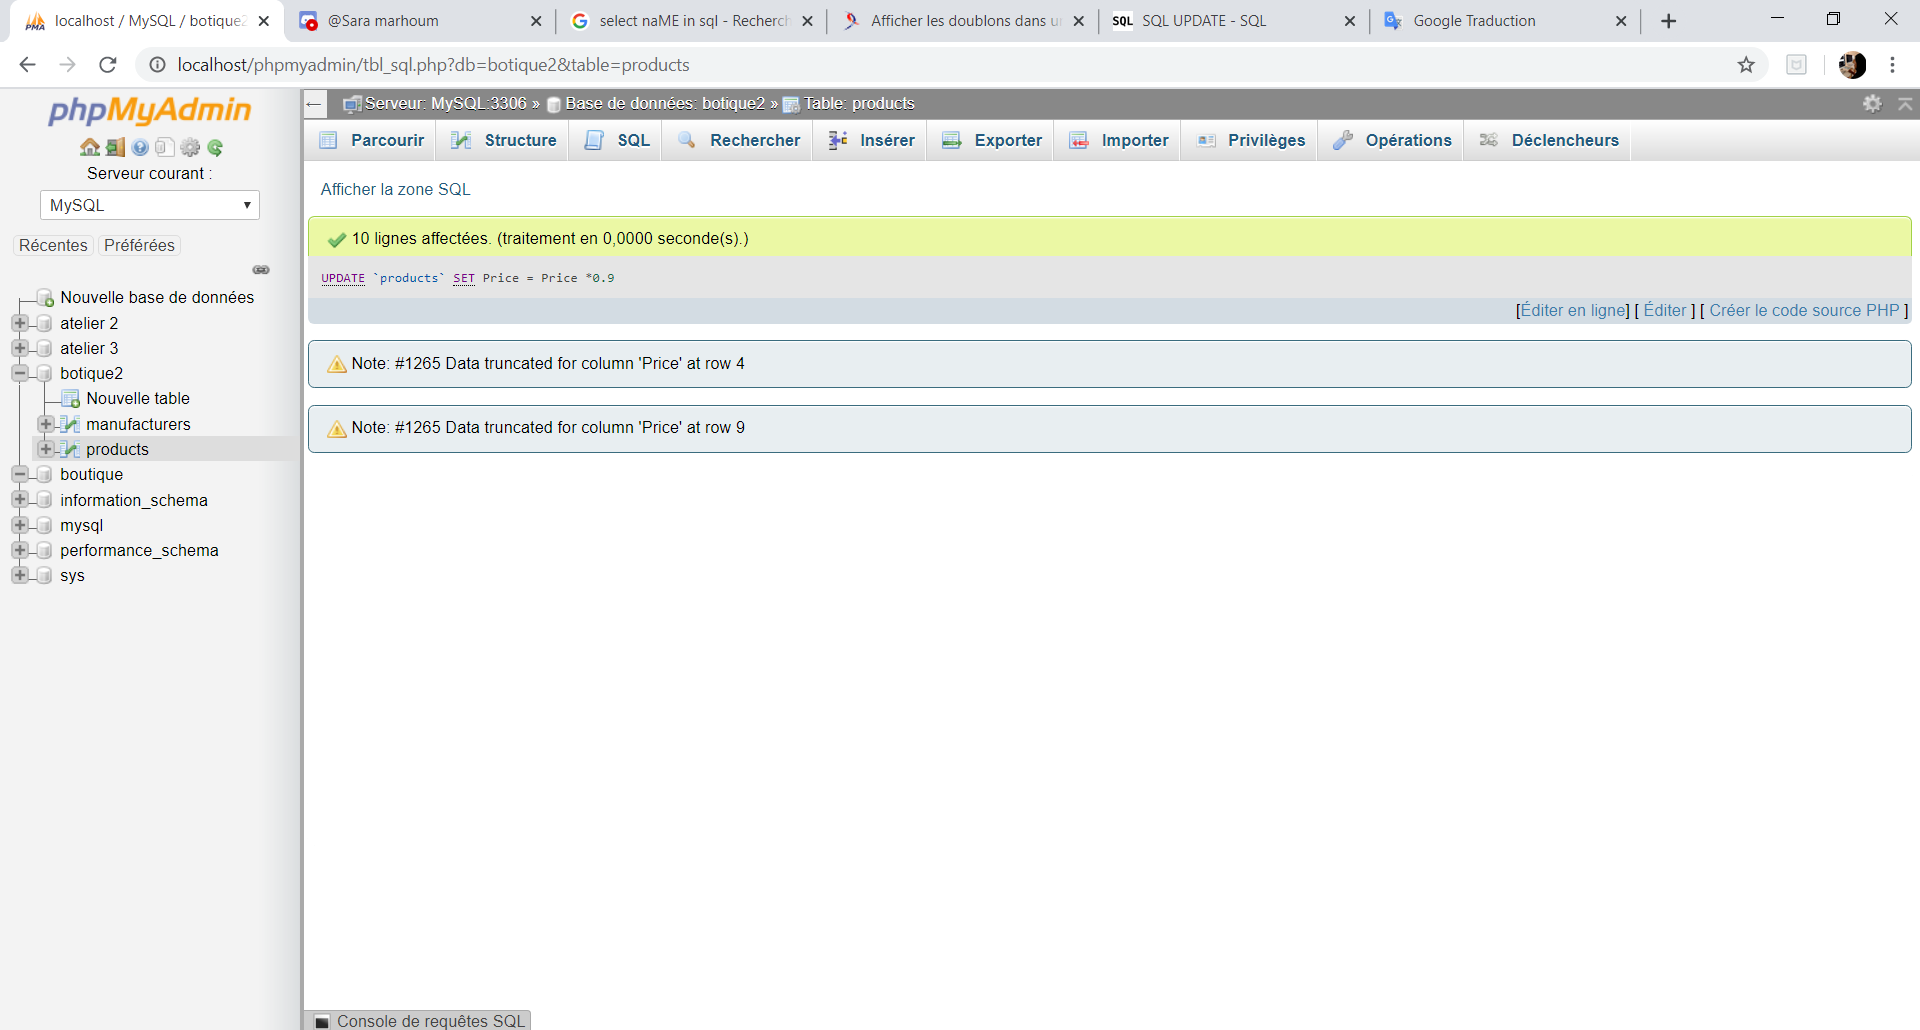 localhost / MySQL / botique2
@Sara marhoum
select naME in sql - Recherch
Afficher les doublons dans u
SQL
SQL UPDATE - SQL
Google Traduction
localhost/phpmyadmin/tbl_sql.php?db=botique2&table=products
phpMyAdmin
Serveur courant :
MySQL
Récentes
Préférées
Nouvelle base de données
atelier 2
atelier 3
botique2
Nouvelle table
manufacturers
products
boutique
information_schema
mysql
performance_schema
sys
Serveur: MySQL:3306 » Base de données: botique2 » Table: products
Parcourir
Structure
SQL
Rechercher
Insérer
Exporter
Importer
Privilèges
Opérations
Déclencheurs
Afficher la zone SQL
10 lignes affectées. (traitement en 0,0000 seconde(s).)
UPDATE `products` SET Price = Price *0.9
[Éditer en ligne] [ Éditer ] [ Créer le code source PHP ]
Note: #1265 Data truncated for column 'Price' at row 4
Note: #1265 Data truncated for column 'Price' at row 9
Console de requêtes SQL